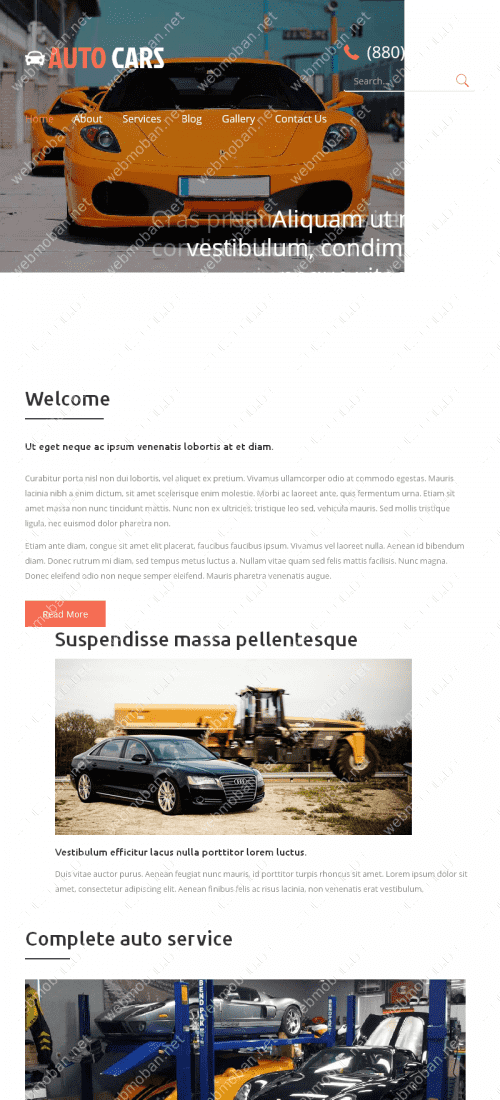 AUTO CARS
(880)
Search...
Home About Services Blog Gallery Contact Us
Aliquam ut
vestibulum, condim
Welcome
Ut eget neque ac ipsum venenatis lobortis at et diam.
Curabitur porta nisl non dui lobortis, vel aliquet ex pretium. Vivamus ullamcorper odio at commodo egestas. Mauris
lacinia nibh a enim dictum, sit amet scelerisque enim molestie. Morbi ac laoreet ante, quis fermentum urna. Etiam sit
amet massa non nunc tincidunt mattis. Nunc non ex ultricies, tristique leo sed, vehicula mauris. Sed mollis tristique
ligula, nec euismod dolor pharetra non.
Etiam ante diam, congue sit amet elit placerat, faucibus faucibus ipsum. Vivamus vel laoreet nulla. Aenean id bibendum
diam. Donec rutrum mi diam, sed tempus metus luctus a. Nullam vitae quam sed felis mattis facilisis. Nunc magna.
Donec eleifend odio non neque semper eleifend. Mauris pharetra venenatis augue.
Read More
Suspendisse massa pellentesque
Vestibulum efficitur lacus nulla porttitor lorem luctus.
Duis vitae auctor purus. Aenean feugiat nunc mauris, id porttitor turpis rhoncus sit amet. Lorem ipsum dolor sit
amet, consectetur adipiscing elit. Aenean finibus felis ac risus lacinia, non venenatis erat vestibulum.
Complete auto service
BEND PAK
webmoban.net